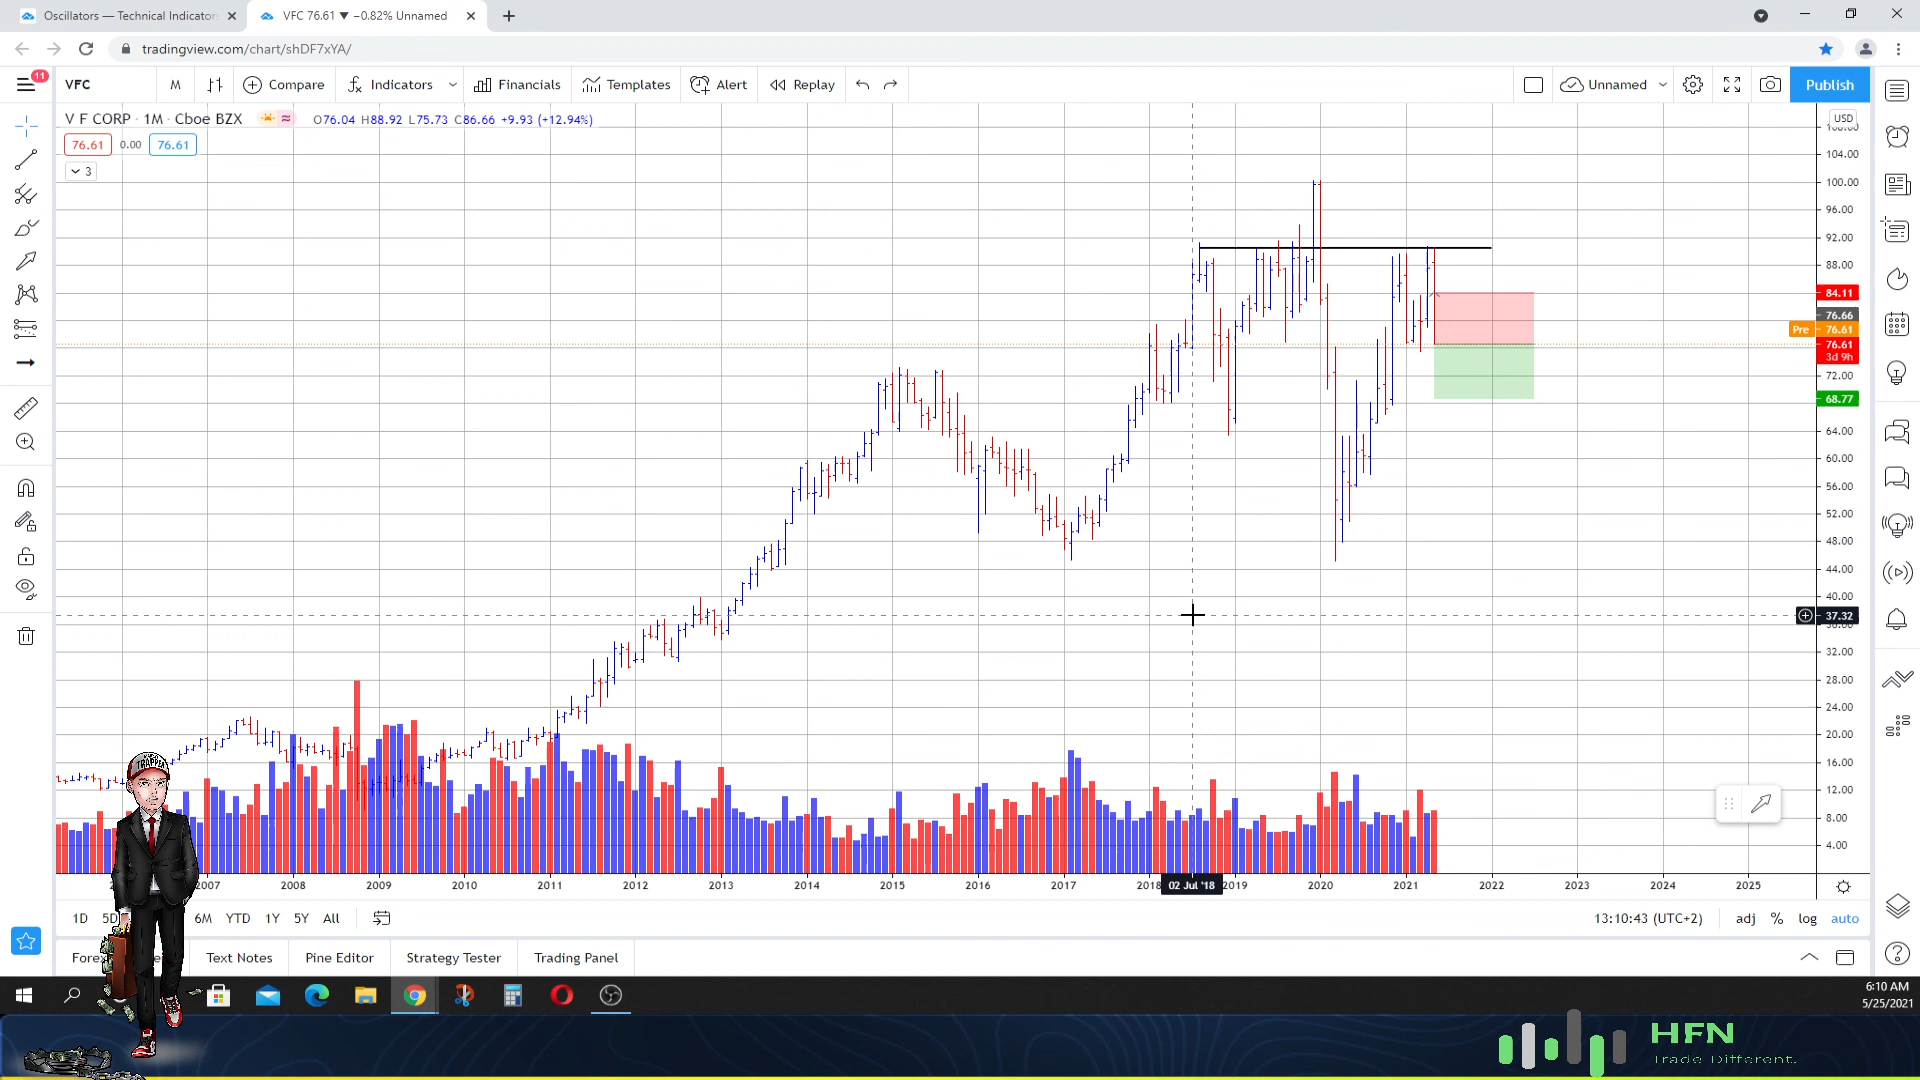 Oscillators — Technical Indicators
VFC 76.61 ▼ −0.82% Unnamed
tradingview.com/chart/shDF7xYA/
11
VFC
M
Compare
Indicators
Financials
Templates
Alert
Replay
Unnamed
Publish
V F CORP · 1M · Cboe BZX
O76.04 H88.92 L75.73 C86.66 +9.93 (+12.94%)
76.61 0.00 76.61
3
USD
104.00
100.00
96.00
92.00
88.00
84.11
76.66
Pre 76.61
76.61
3d 9h
72.00
68.77
64.00
60.00
56.00
52.00
48.00
44.00
40.00
37.32
32.00
28.00
24.00
20.00
16.00
12.00
8.00
4.00
TRAPPER
2007 2008 2009 2010 2011 2012 2013 2014 2015 2016 2017 2018 02 Jul '18 2019 2020 2021 2022 2023 2024 2025
1D 5D 6M YTD 1Y 5Y All
13:10:43 (UTC+2) adj % log auto
Text Notes Pine Editor Strategy Tester Trading Panel
6:10 AM
5/25/2021
HFN
Trade Different.